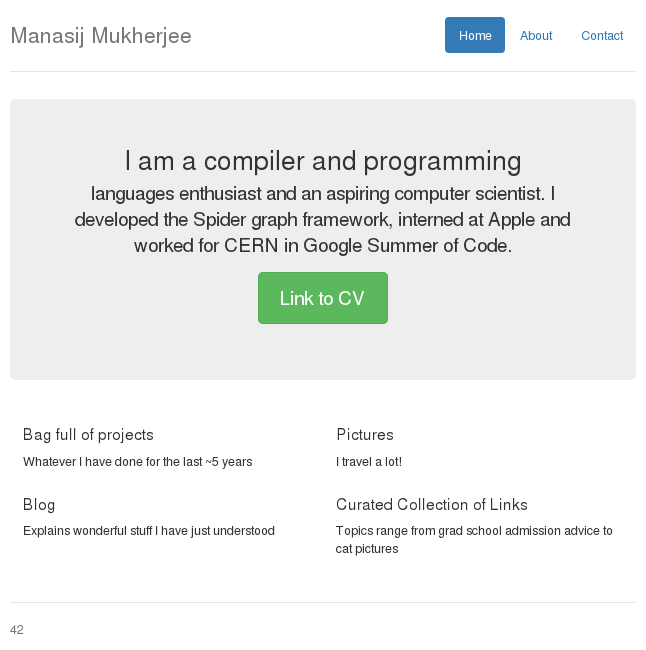 Manasij Mukherjee
Home About Contact
I am a compiler and programming
languages enthusiast and an aspiring computer scientist. I
developed the Spider graph framework, interned at Apple and
worked for CERN in Google Summer of Code.
Link to CV
Bag full of projects
Whatever I have done for the last ~5 years
Pictures
I travel a lot!
Blog
Explains wonderful stuff I have just understood
Curated Collection of Links
Topics range from grad school admission advice to
cat pictures
42